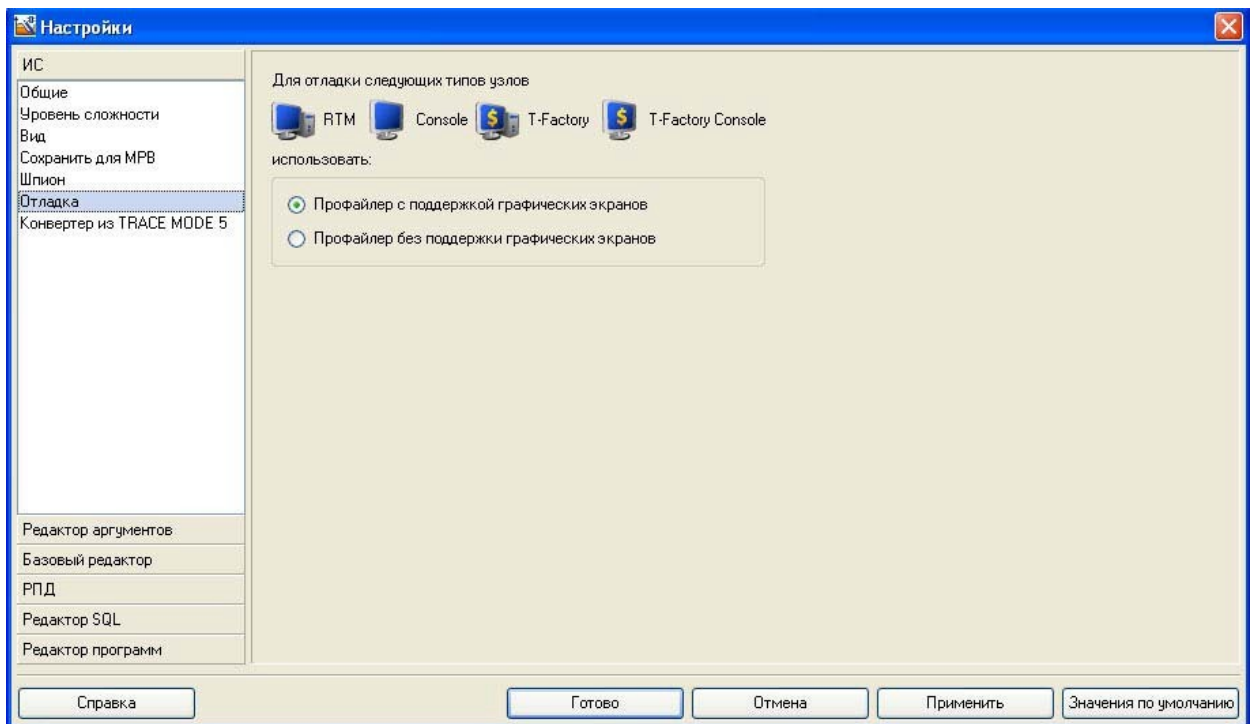 Настройки
ИС
Общие
Уровень сложности
Вид
Сохранить для МРВ
Шпион
Отладка
Конвертер из TRACE MODE 5
Редактор аргументов
Базовый редактор
РПД
Редактор SQL
Редактор программ
Для отладки следующих типов узлов
RTM Console T-Factory T-Factory Console
использовать:
Профайлер с поддержкой графических экранов
Профайлер без поддержки графических экранов
Справка Готово Отмена Применить Значения по умолчанию